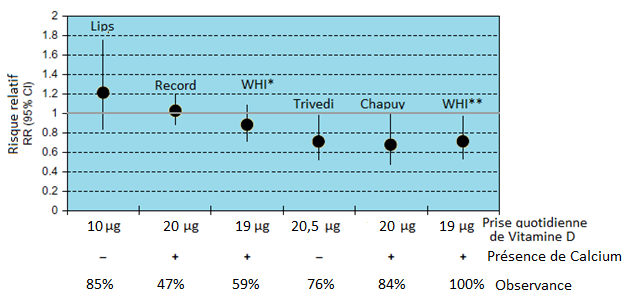 2
1.8
1.6
1.4
1.2
1
0.8
0.6
0.4
0.2
0
Risque relatif
RR (95% CI)
Lips
Record
WHI*
Trivedi
Chapuy
WHI**
10 µg 20 µg 19 µg 20,5 µg 20 µg 19 µg Prise quotidienne
de Vitamine D
– + + – + + Présence de Calcium
85% 47% 59% 76% 84% 100% Observance